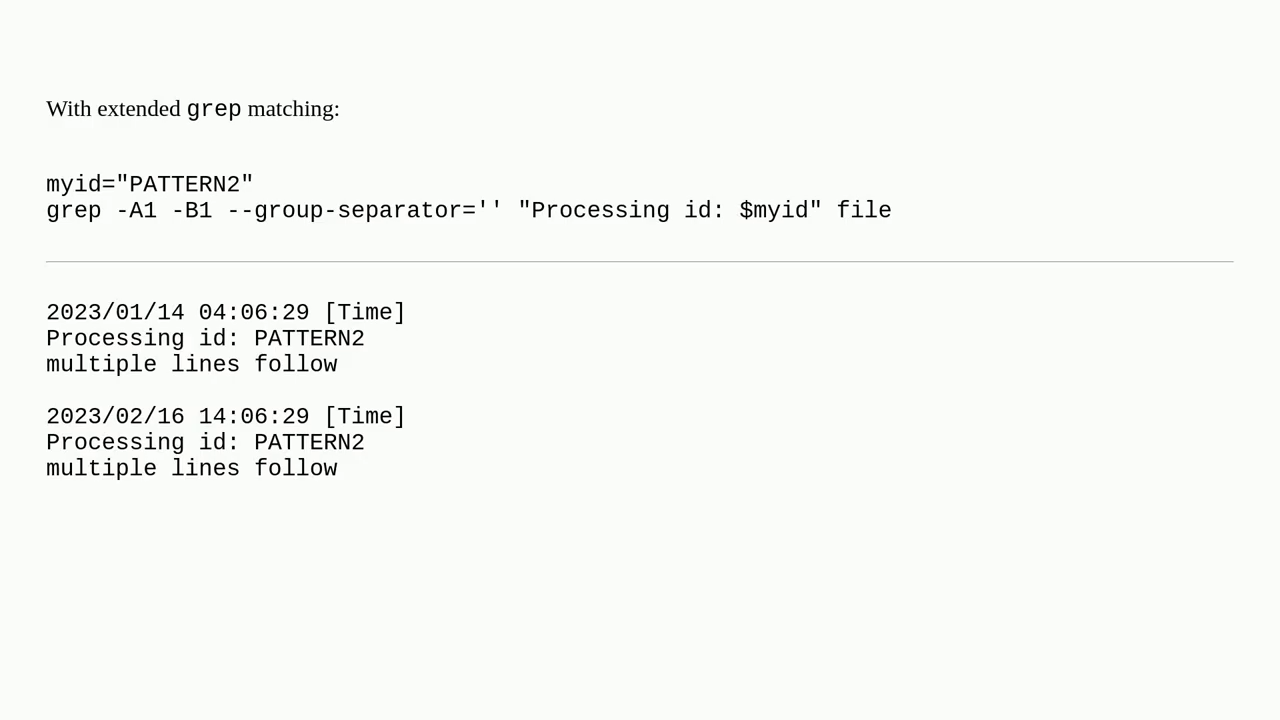 With extended grep matching:
myid="PATTERN2"
grep -A1 -B1 --group-separator='' "Processing id: $myid" file
2023/01/14 04:06:29 [Time]
Processing id: PATTERN2
multiple lines follow
2023/02/16 14:06:29 [Time]
Processing id: PATTERN2
multiple lines follow